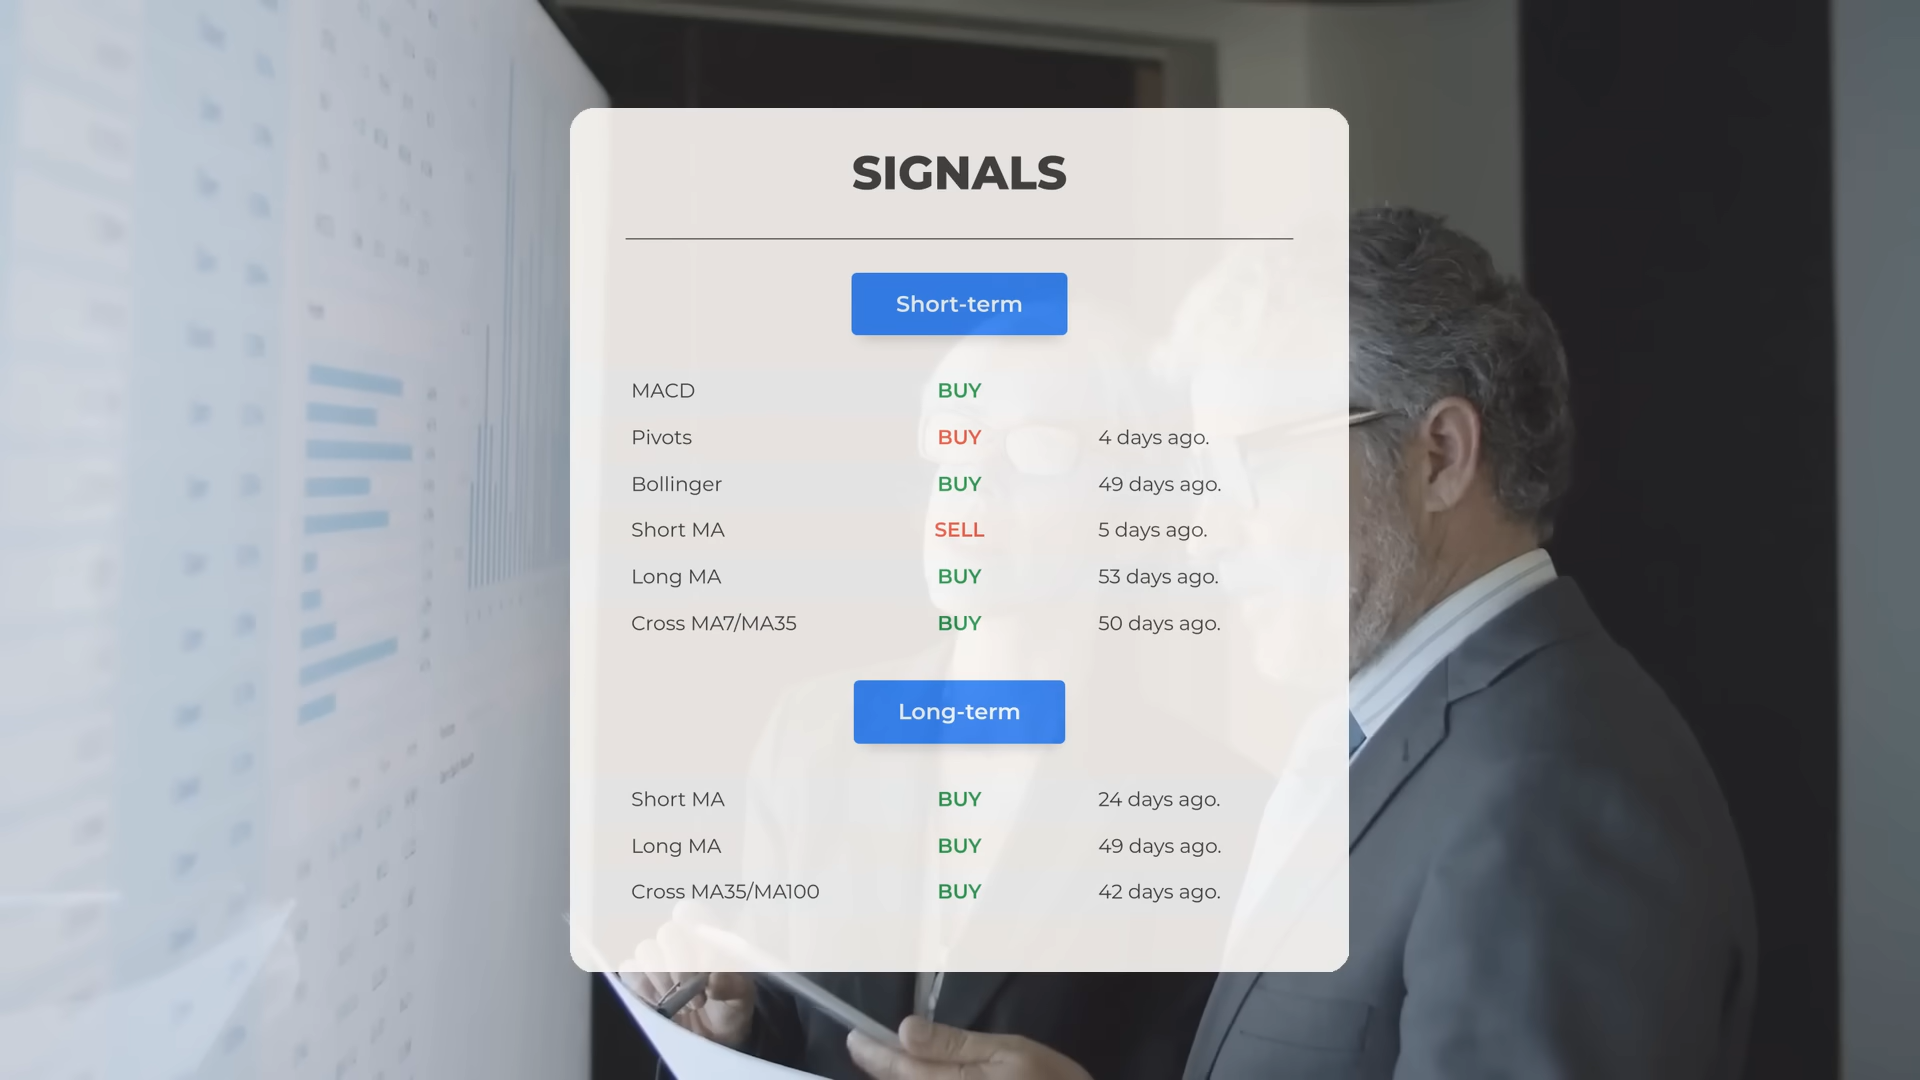 SIGNALS
Short-term
MACD BUY
Pivots BUY 4 days ago.
Bollinger BUY 49 days ago.
Short MA SELL 5 days ago.
Long MA BUY 53 days ago.
Cross MA7/MA35 BUY 50 days ago.
Long-term
Short MA BUY 24 days ago.
Long MA BUY 49 days ago.
Cross MA35/MA100 BUY 42 days ago.